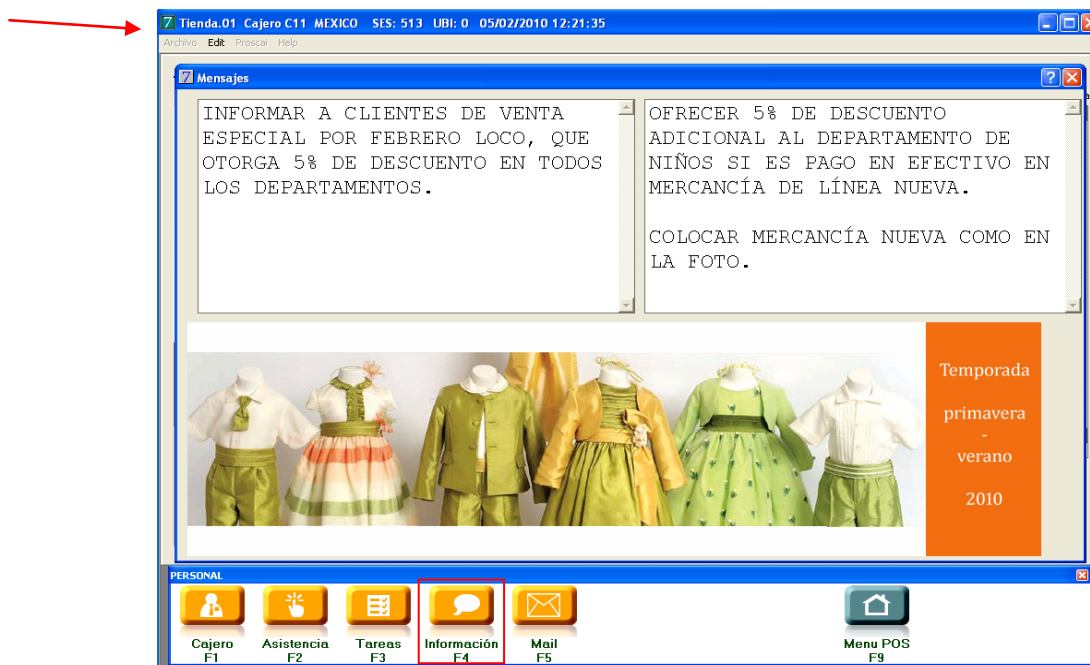 Tienda.01 Cajero C11 MEXICO SES: 513 UBI: 0 05/02/2010 12:21:35
Archivo Edit Proscai Help
Mensajes
INFORMAR A CLIENTES DE VENTA
ESPECIAL POR FEBRERO LOCO, QUE
OTORGA 5% DE DESCUENTO EN TODOS
LOS DEPARTAMENTOS.
OFRECER 5% DE DESCUENTO
ADICIONAL AL DEPARTAMENTO DE
NIÑOS SI ES PAGO EN EFECTIVO EN
MERCANCÍA DE LÍNEA NUEVA.
COLOCAR MERCANCÍA NUEVA COMO EN
LA FOTO.
Temporada
primavera
-
verano
2010
PERSONAL
Cajero
F1
Asistencia
F2
Tareas
F3
Información
F4
Mail
F5
Menu POS
F9